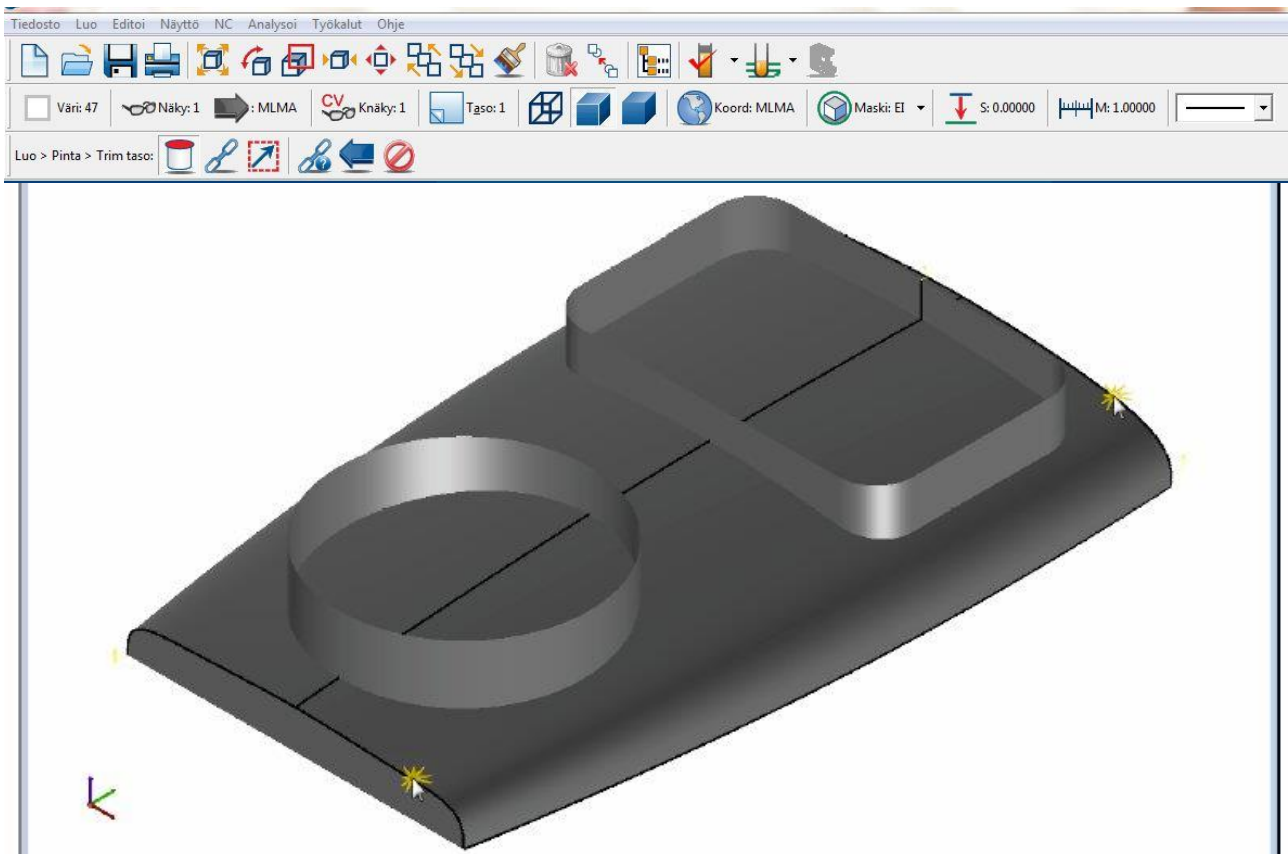 Tiedosto Luo Editoi Näyttö NC Analysoi Työkalut Ohje
Väri: 47 Näky: 1 : MLMA CV Knäky: 1 Taso: 1 Koord: MLMA Maski: EI S: 0.00000 M: 1.00000
Luo > Pinta > Trim taso: